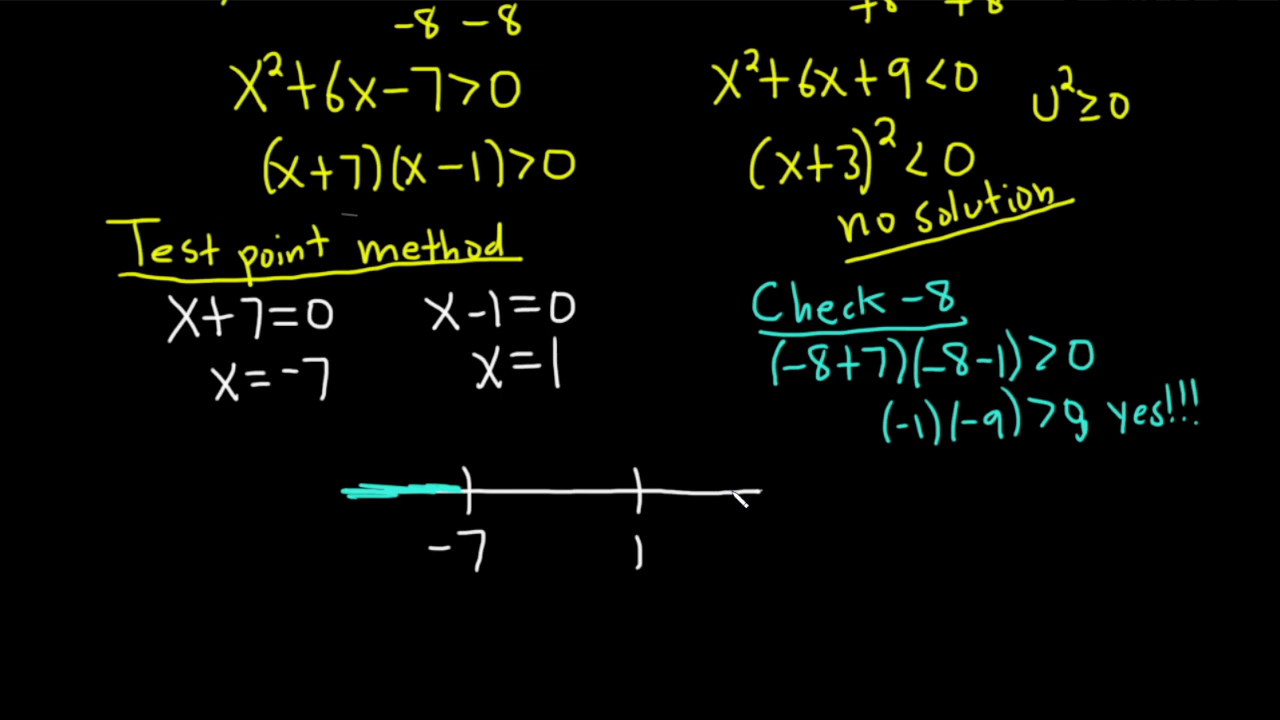 -8 -8
+8 +8
x²+6x-7>0
x²+6x+9<0
U²≥0
(x+7)(x-1)>0
(x+3)²<0
no solution
Test point method
x+7=0
x-1=0
x=-7
x=1
Check -8
(-8+7)(-8-1)>0
(-1)(-9)>0, yes!!!
-7
1